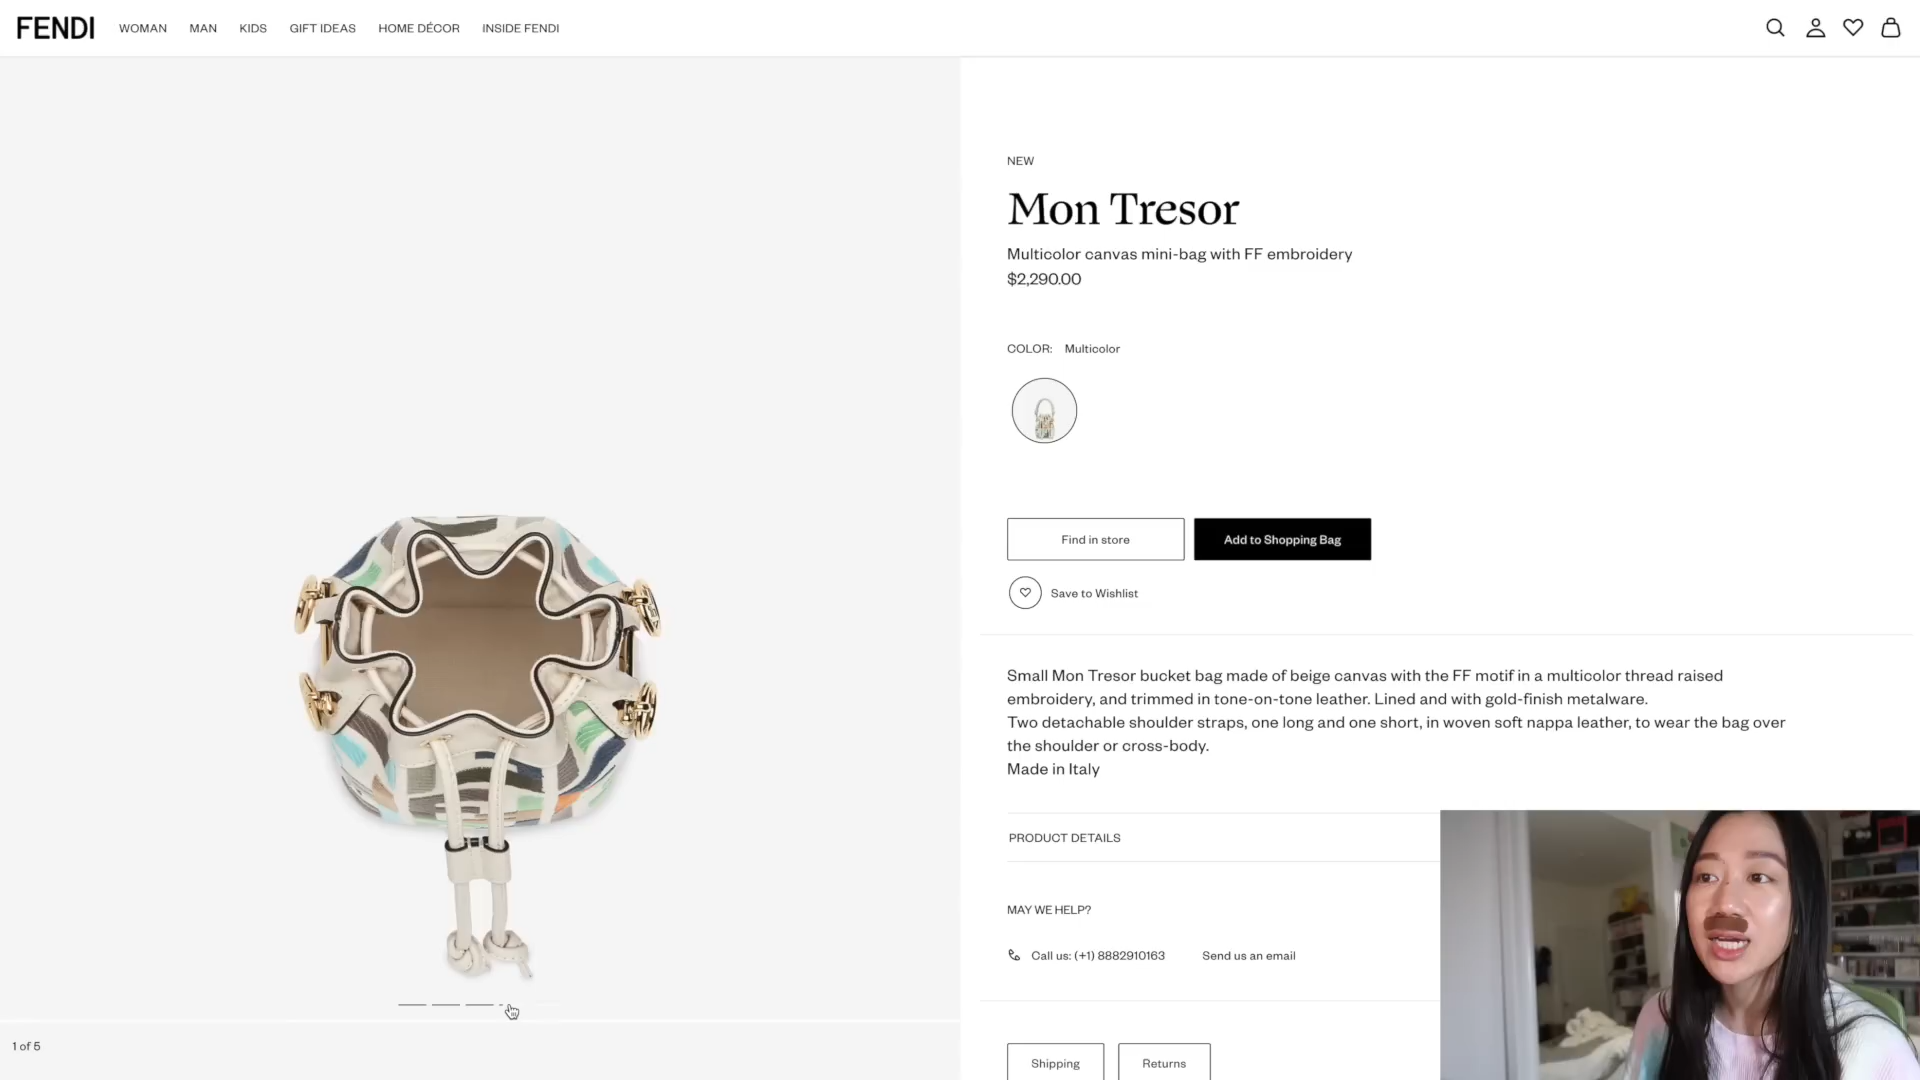 FENDI
WOMAN MAN KIDS GIFT IDEAS HOME DÉCOR INSIDE FENDI
NEW
Mon Tresor
Multicolor canvas mini-bag with FF embroidery
$2,290.00
COLOR: Multicolor
Find in store
Add to Shopping Bag
Save to Wishlist
Small Mon Tresor bucket bag made of beige canvas with the FF motif in a multicolor thread raised
embroidery, and trimmed in tone-on-tone leather. Lined and with gold-finish metalware.
Two detachable shoulder straps, one long and one short, in woven soft nappa leather, to wear the bag over
the shoulder or cross-body.
Made in Italy
PRODUCT DETAILS
MAY WE HELP?
Call us: (+1) 8882910163 Send us an email
1 of 5
Shipping
Returns